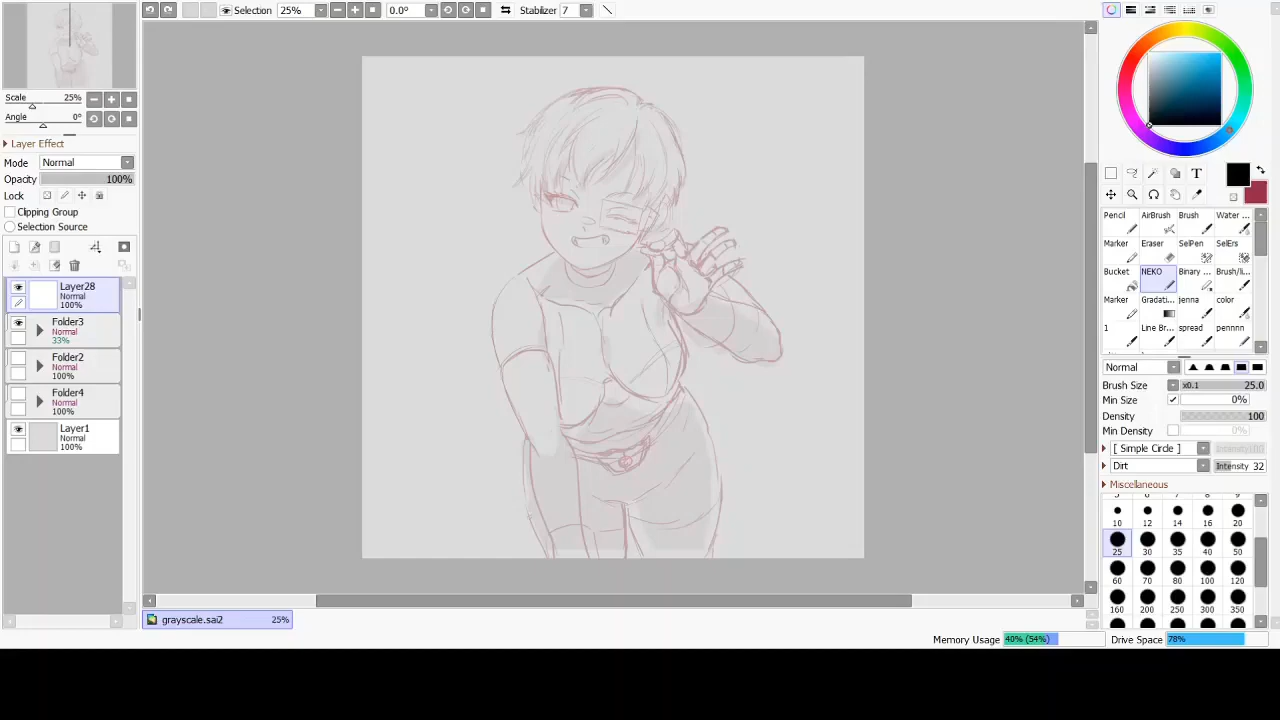 Selection 25% 0.0° Stabilizer 7
Scale 25%
Angle 0°
Layer Effect
Mode Normal
Opacity 100%
Lock
Clipping Group
Selection Source
Layer28
Normal
100%
Folder3
Normal
33%
Folder2
Normal
100%
Folder4
Normal
100%
Layer1
Normal
100%
grayscale.sai2 25%
T
Pencil AirBrush Brush Water ...
Marker Eraser SelPen SelErs
Bucket NEKO Binary ... Brush/li...
Marker Gradati... jenna color
1 Line Br... spread pennnn
Normal
Brush Size x0.1 25.0
Min Size 0%
Density 100
Min Density 0%
[ Simple Circle ] Intensity100
Dirt Intensity 32
Miscellaneous
10 12 14 16 20
25 30 35 40 50
60 70 80 100 120
160 200 250 300 350
Memory Usage 40% (54%) Drive Space 78%